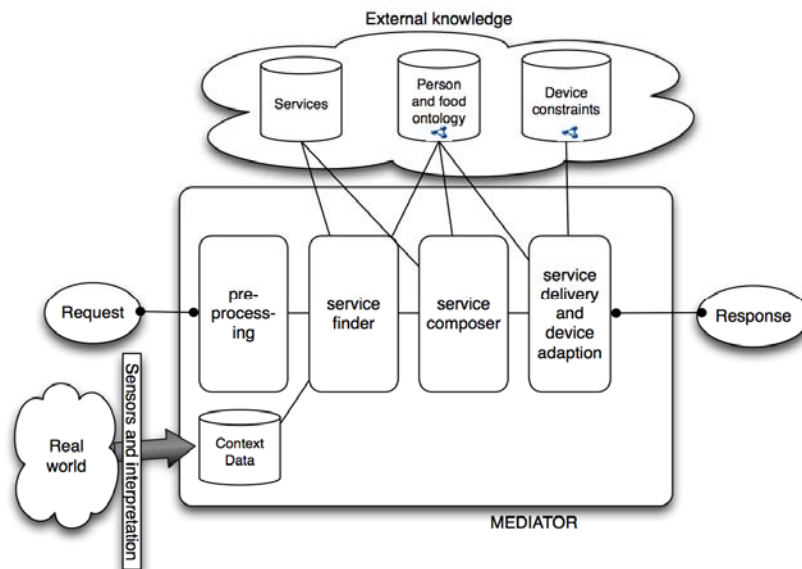 External knowledge
Services
Person
and food
ontology
Device
constraints
Request
pre-
process-
ing
service
finder
service
composer
service
delivery
and
device
adaption
Response
Real
world
Sensors and interpretation
Context
Data
MEDIATOR